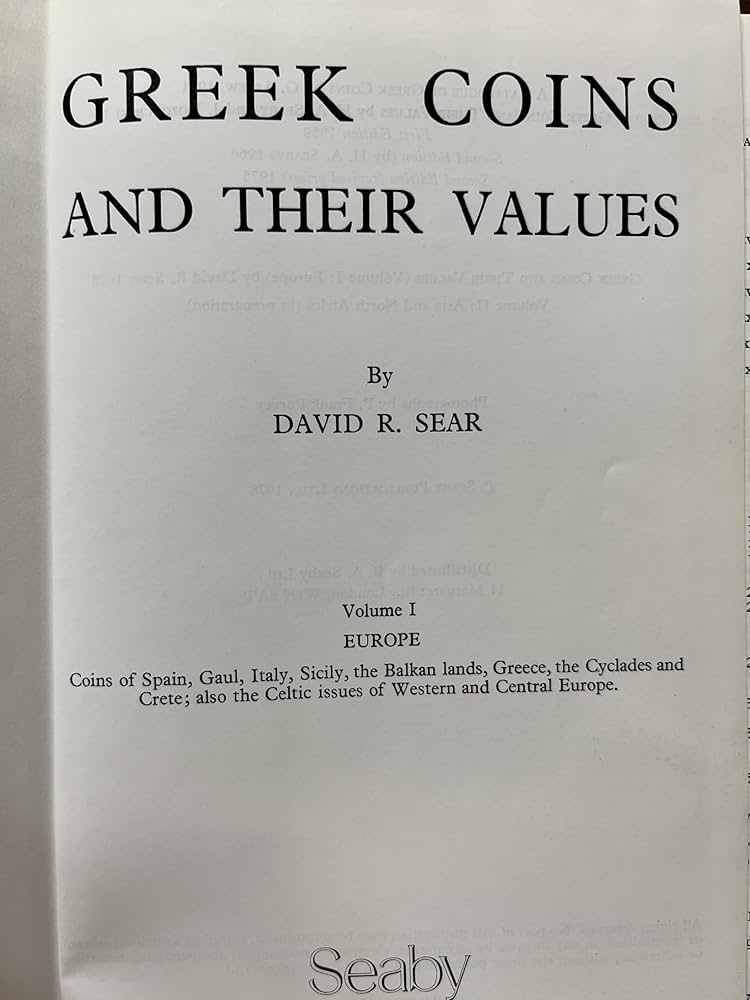 GREEK COINS
AND THEIR VALUES
By
DAVID R. SEAR
Volume I
EUROPE
Coins of Spain, Gaul, Italy, Sicily, the Balkan lands, Greece, the Cyclades and
Crete; also the Celtic issues of Western and Central Europe.
Seaby